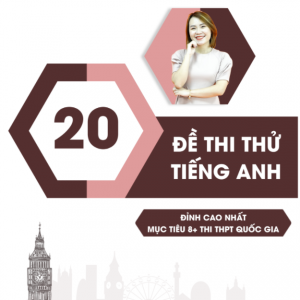 20
ĐỀ THI THỬ
TIẾNG ANH
ĐỈNH CAO NHẤT
MỤC TIÊU 8+ THI THPT QUỐC GIA